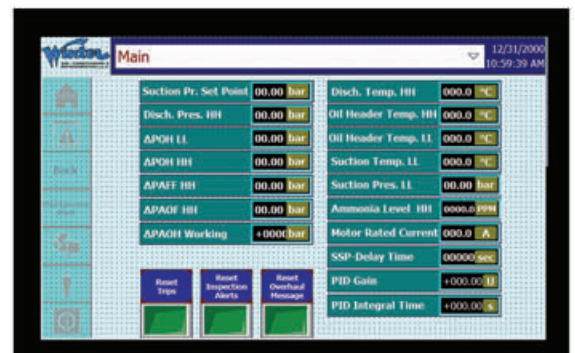 Main
12/31/2000
10:59:39 AM
Suction Pr. Set Point 00.00 bar
Disch. Pres. HH 00.00 bar
ΔPOH LL 00.00 bar
ΔPOH HH 00.00 bar
ΔPAFF HH 00.00 bar
ΔPAOF HH 00.00 bar
ΔPAOH Working +000( bar
Disch. Temp. HH 000.0 °C
Oil Header Temp. HH 000.0 °C
Oil Header Temp. LL 000.0 °C
Suction Temp. LL 000.0 °C
Suction Pres. LL 00.00 bar
Ammonia Level HH 0000.0 PPM
Motor Rated Current 000.0 A
SSP-Delay Time 00000 sec
PID Gain +000.00 U
PID Integral Time +000.00 s
Back
Reset
Trips
Reset
Inspection
Alerts
Reset
Overhaul
Message